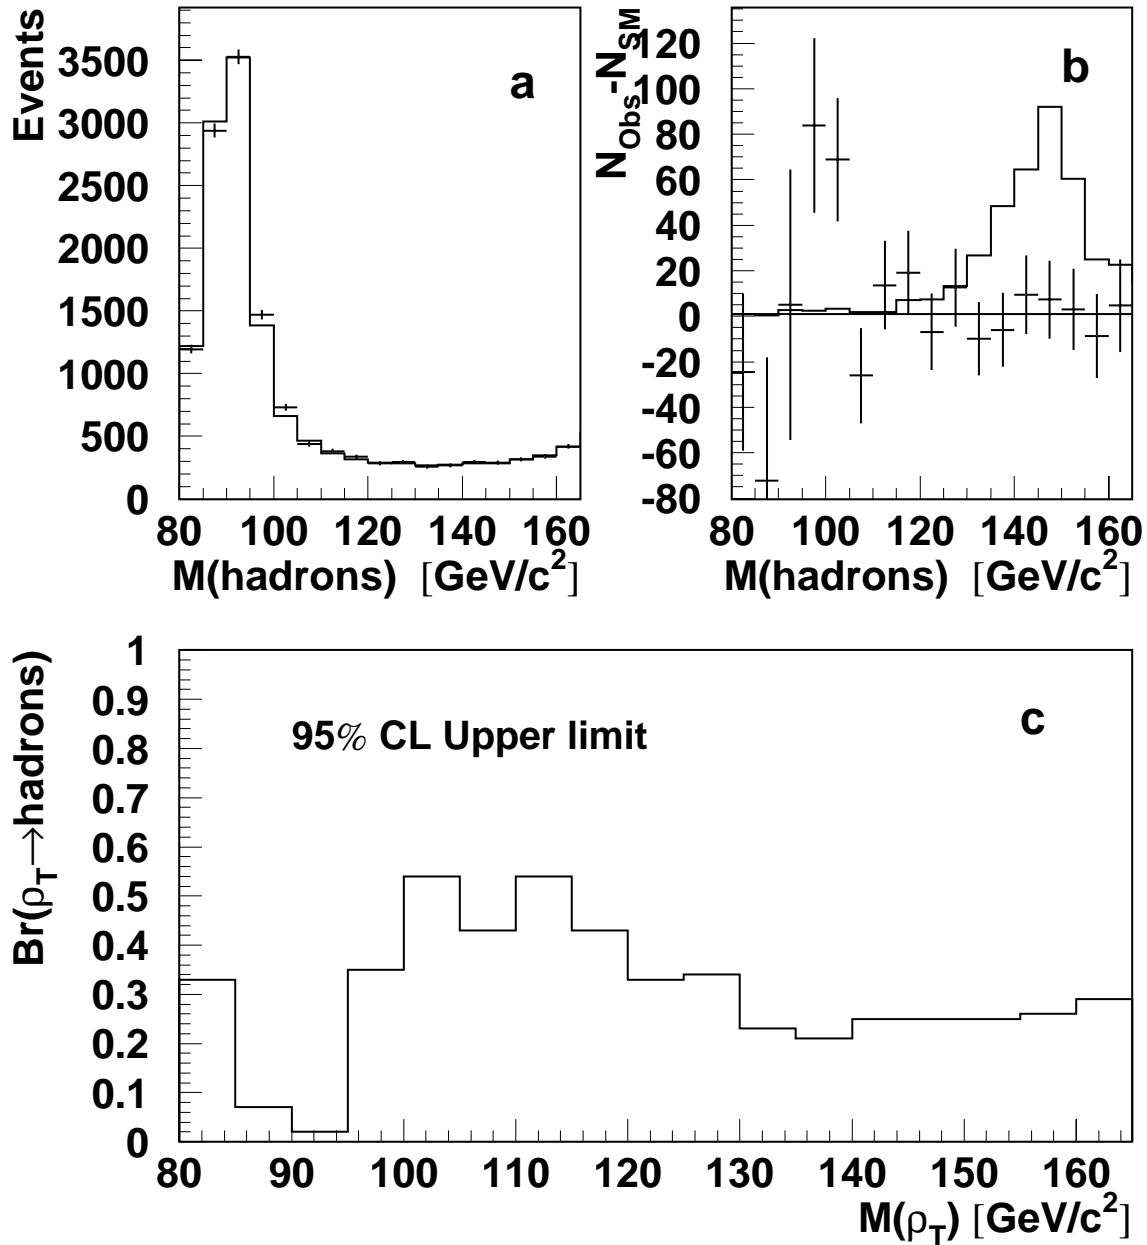 Events
3500
3000
2500
2000
1500
1000
500
0
a
80 100 120 140 160
M(hadrons) [GeV/c²]
N_Obs-N_SM
120
100
80
60
40
20
0
-20
-40
-60
-80
b
80 100 120 140 160
M(hadrons) [GeV/c²]
Br(ρ_T→hadrons)
1
0.9
0.8
0.7
0.6
0.5
0.4
0.3
0.2
0.1
0
95% CL Upper limit
c
80 90 100 110 120 130 140 150 160
M(ρ_T) [GeV/c²]